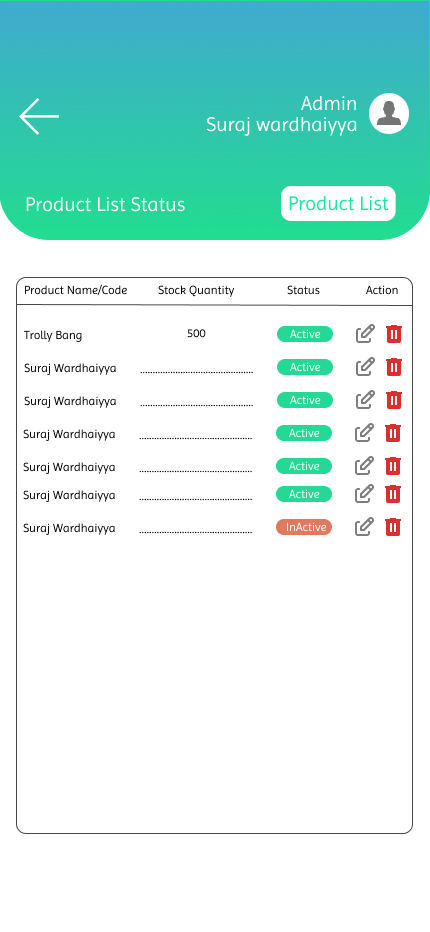 Admin
Suraj wardhaiyya
Product List Status
Product List
Product Name/Code Stock Quantity Status Action
Trolly Bang 500 Active
Suraj Wardhaiyya ........................................ Active
Suraj Wardhaiyya ........................................ Active
Suraj Wardhaiyya ........................................ Active
Suraj Wardhaiyya ........................................ Active
Suraj Wardhaiyya ........................................ Active
Suraj Wardhaiyya ........................................ InActive